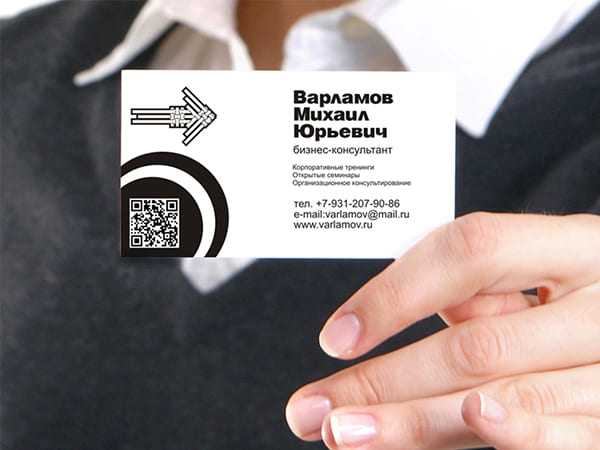 Варламов
Михаил
Юрьевич
бизнес-консультант
Корпоративные тренинги
Открытые семинары
Организационное консультирование
тел. +7-931-207-90-86
e-mail:varlamov@mail.ru
www.varlamov.ru